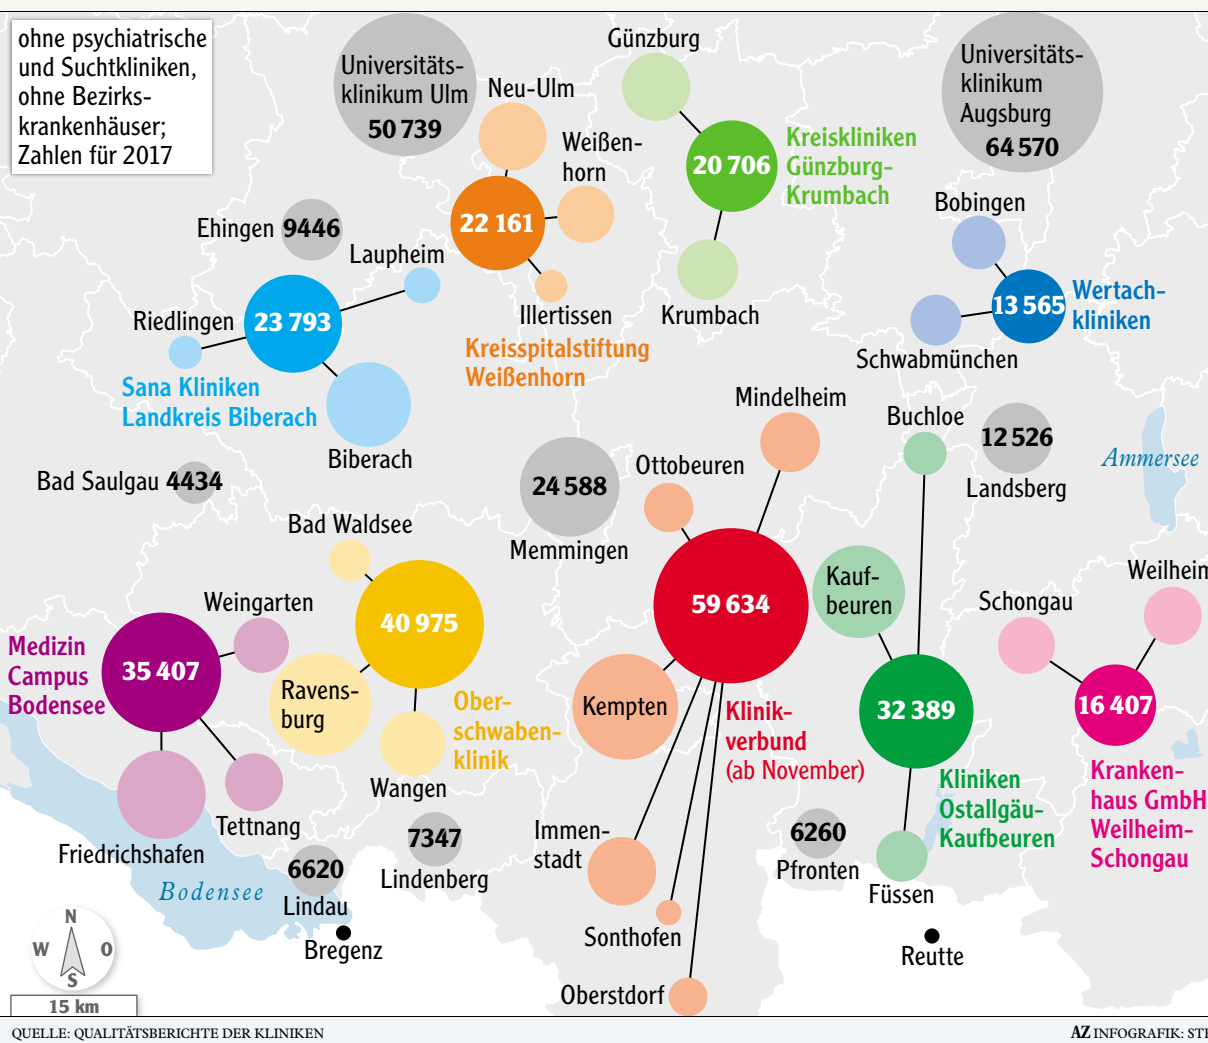 ohne psychiatrische
und Suchtkliniken,
ohne Bezirks-
krankenhäuser;
Zahlen für 2017
Universitäts-
klinikum Ulm
50 739
Neu-Ulm
Weißen-
horn
22 161
Illertissen
Kreisspitalstiftung
Weißenhorn
Günzburg
20 706
Kreiskliniken
Günzburg-
Krumbach
Krumbach
Universitäts-
klinikum
Augsburg
64 570
Bobingen
13 565
Wertach-
kliniken
Schwabmünchen
Ehingen 9446
Laupheim
Riedlingen
23 793
Sana Kliniken
Landkreis Biberach
Biberach
Bad Saulgau 4434
24 588
Memmingen
Mindelheim
Ottobeuren
59 634
Kempten
Klinik-
verbund
(ab November)
Immen-
stadt
Sonthofen
Oberstdorf
Buchloe
12 526
Landsberg
Ammersee
Kauf-
beuren
32 389
Kliniken
Ostallgäu-
Kaufbeuren
Füssen
Schongau
Weilheim
16 407
Kranken-
haus GmbH
Weilheim-
Schongau
Bad Waldsee
40 975
Ravens-
burg
Ober-
schwaben-
klinik
Wangen
Weingarten
Medizin
Campus
Bodensee
35 407
Tettnang
Friedrichshafen
Bodensee
6620
Lindau
7347
Lindenberg
6260
Pfronten
Bregenz
Reutte
N
W O
S
15 km
QUELLE: QUALITÄTSBERICHTE DER KLINIKEN
AZ INFOGRAFIK: